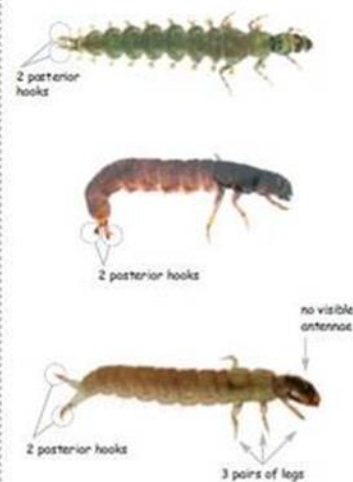 2 posterior
hooks
2 posterior hooks
no visible
antennae
2 posterior hooks
3 pairs of legs